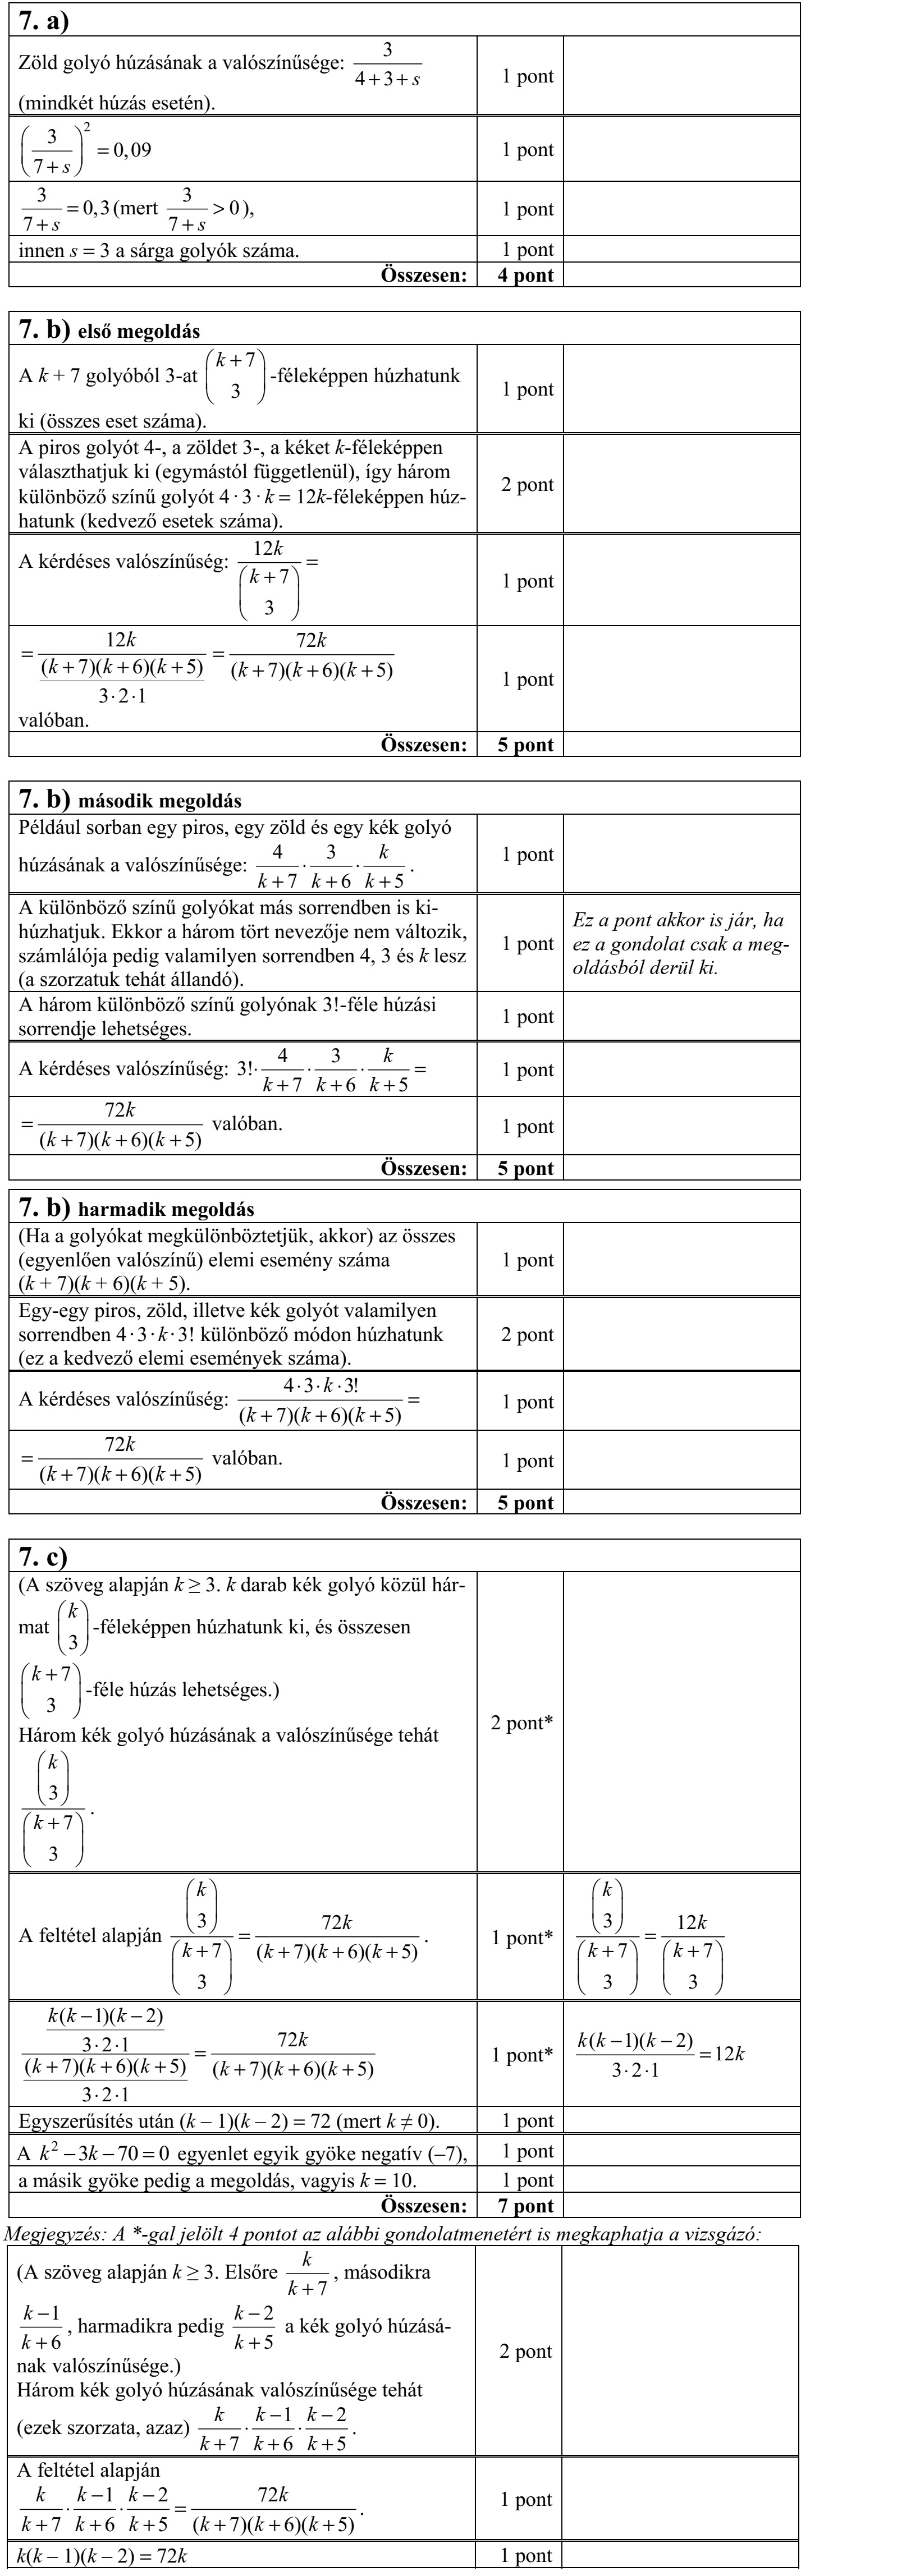 7. a)
Zöld golyó húzásának a valószínűsége: $\frac{3}{4+3+s}$ 1 pont
(mindkét húzás esetén).
$\left(\frac{3}{7+s}\right)^2 = 0,09$ 1 pont
$\frac{3}{7+s} = 0,3$ (mert $\frac{3}{7+s} > 0$), 1 pont
innen s = 3 a sárga golyók száma. 1 pont
Összesen: 4 pont
7. b) első megoldás
A k + 7 golyóból 3-at $\binom{k+7}{3}$ -féleképpen húzhatunk 1 pont
ki (összes eset száma).
A piros golyót 4-, a zöldet 3-, a kéket k-féleképpen
választhatjuk ki (egymástól függetlenül), így három
különböző színű golyót 4 · 3 · k = 12k-féleképpen húz- 2 pont
hatunk (kedvező esetek száma).
A kérdéses valószínűség: $\frac{12k}{\binom{k+7}{3}} =$ 1 pont
$= \frac{12k}{\frac{(k+7)(k+6)(k+5)}{3 \cdot 2 \cdot 1}} = \frac{72k}{(k+7)(k+6)(k+5)}$ 1 pont
valóban.
Összesen: 5 pont
7. b) második megoldás
Például sorban egy piros, egy zöld és egy kék golyó
húzásának a valószínűsége: $\frac{4}{k+7} \cdot \frac{3}{k+6} \cdot \frac{k}{k+5}$. 1 pont
A különböző színű golyókat más sorrendben is ki-
húzhatjuk. Ekkor a három tört nevezője nem változik,
számlálója pedig valamilyen sorrendben 4, 3 és k lesz
(a szorzatuk tehát állandó).
1 pont
Ez a pont akkor is jár, ha
ez a gondolat csak a meg-
oldásból derül ki.
A három különböző színű golyónak 3!-féle húzási 1 pont
sorrendje lehetséges.
A kérdéses valószínűség: $3! \cdot \frac{4}{k+7} \cdot \frac{3}{k+6} \cdot \frac{k}{k+5} =$ 1 pont
$= \frac{72k}{(k+7)(k+6)(k+5)}$ valóban. 1 pont
Összesen: 5 pont
7. b) harmadik megoldás
(Ha a golyókat megkülönböztetjük, akkor) az összes
(egyenlően valószínű) elemi esemény száma 1 pont
(k + 7)(k + 6)(k + 5).
Egy-egy piros, zöld, illetve kék golyót valamilyen
sorrendben 4 · 3 · k · 3! különböző módon húzhatunk 2 pont
(ez a kedvező elemi események száma).
A kérdéses valószínűség: $\frac{4 \cdot 3 \cdot k \cdot 3!}{(k+7)(k+6)(k+5)} =$ 1 pont
$= \frac{72k}{(k+7)(k+6)(k+5)}$ valóban. 1 pont
Összesen: 5 pont
7. c)
(A szöveg alapján k ≥ 3. k darab kék golyó közül hár-
mat $\binom{k}{3}$ -féleképpen húzhatunk ki, és összesen
$\binom{k+7}{3}$ -féle húzás lehetséges.)
Három kék golyó húzásának a valószínűsége tehát
$\frac{\binom{k}{3}}{\binom{k+7}{3}}$.
2 pont*
A feltétel alapján $\frac{\binom{k}{3}}{\binom{k+7}{3}} = \frac{72k}{(k+7)(k+6)(k+5)}$. 1 pont* $\frac{\binom{k}{3}}{\binom{k+7}{3}} = \frac{12k}{\binom{k+7}{3}}$
$\frac{\frac{k(k-1)(k-2)}{3 \cdot 2 \cdot 1}}{\frac{(k+7)(k+6)(k+5)}{3 \cdot 2 \cdot 1}} = \frac{72k}{(k+7)(k+6)(k+5)}$ 1 pont* $\frac{k(k-1)(k-2)}{3 \cdot 2 \cdot 1} = 12k$
Egyszerűsítés után (k – 1)(k – 2) = 72 (mert k ≠ 0). 1 pont
A $k^2 - 3k - 70 = 0$ egyenlet egyik gyöke negatív (–7), 1 pont
a másik gyöke pedig a megoldás, vagyis k = 10. 1 pont
Összesen: 7 pont
Megjegyzés: A *-gal jelölt 4 pontot az alábbi gondolatmenetért is megkaphatja a vizsgázó:
(A szöveg alapján k ≥ 3. Elsőre $\frac{k}{k+7}$, másodikra
$\frac{k-1}{k+6}$, harmadikra pedig $\frac{k-2}{k+5}$ a kék golyó húzásá-
nak valószínűsége.)
Három kék golyó húzásának valószínűsége tehát
(ezek szorzata, azaz) $\frac{k}{k+7} \cdot \frac{k-1}{k+6} \cdot \frac{k-2}{k+5}$.
2 pont
A feltétel alapján
$\frac{k}{k+7} \cdot \frac{k-1}{k+6} \cdot \frac{k-2}{k+5} = \frac{72k}{(k+7)(k+6)(k+5)}$. 1 pont
k(k – 1)(k – 2) = 72k 1 pont